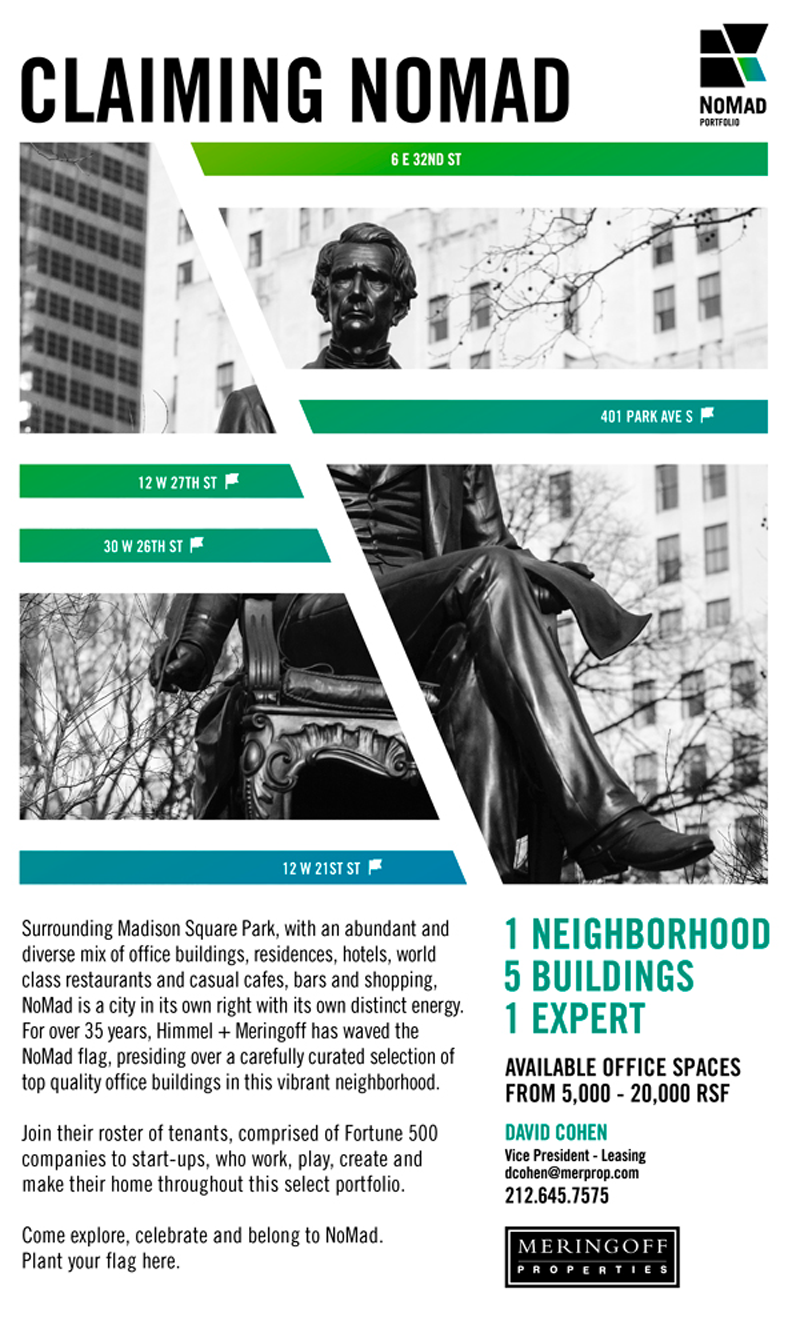 CLAIMING NOMAD
NOMAD
PORTFOLIO
6 E 32ND ST
401 PARK AVE S
12 W 27TH ST
30 W 26TH ST
12 W 21ST ST
Surrounding Madison Square Park, with an abundant and
diverse mix of office buildings, residences, hotels, world
class restaurants and casual cafes, bars and shopping,
NoMad is a city in its own right with its own distinct energy.
For over 35 years, Himmel + Meringoff has waved the
NoMad flag, presiding over a carefully curated selection of
top quality office buildings in this vibrant neighborhood.
Join their roster of tenants, comprised of Fortune 500
companies to start-ups, who work, play, create and
make their home throughout this select portfolio.
Come explore, celebrate and belong to NoMad.
Plant your flag here.
1 NEIGHBORHOOD
5 BUILDINGS
1 EXPERT
AVAILABLE OFFICE SPACES
FROM 5,000 - 20,000 RSF
DAVID COHEN
Vice President - Leasing
dcohen@merprop.com
212.645.7575
MERINGOFF
PROPERTIES